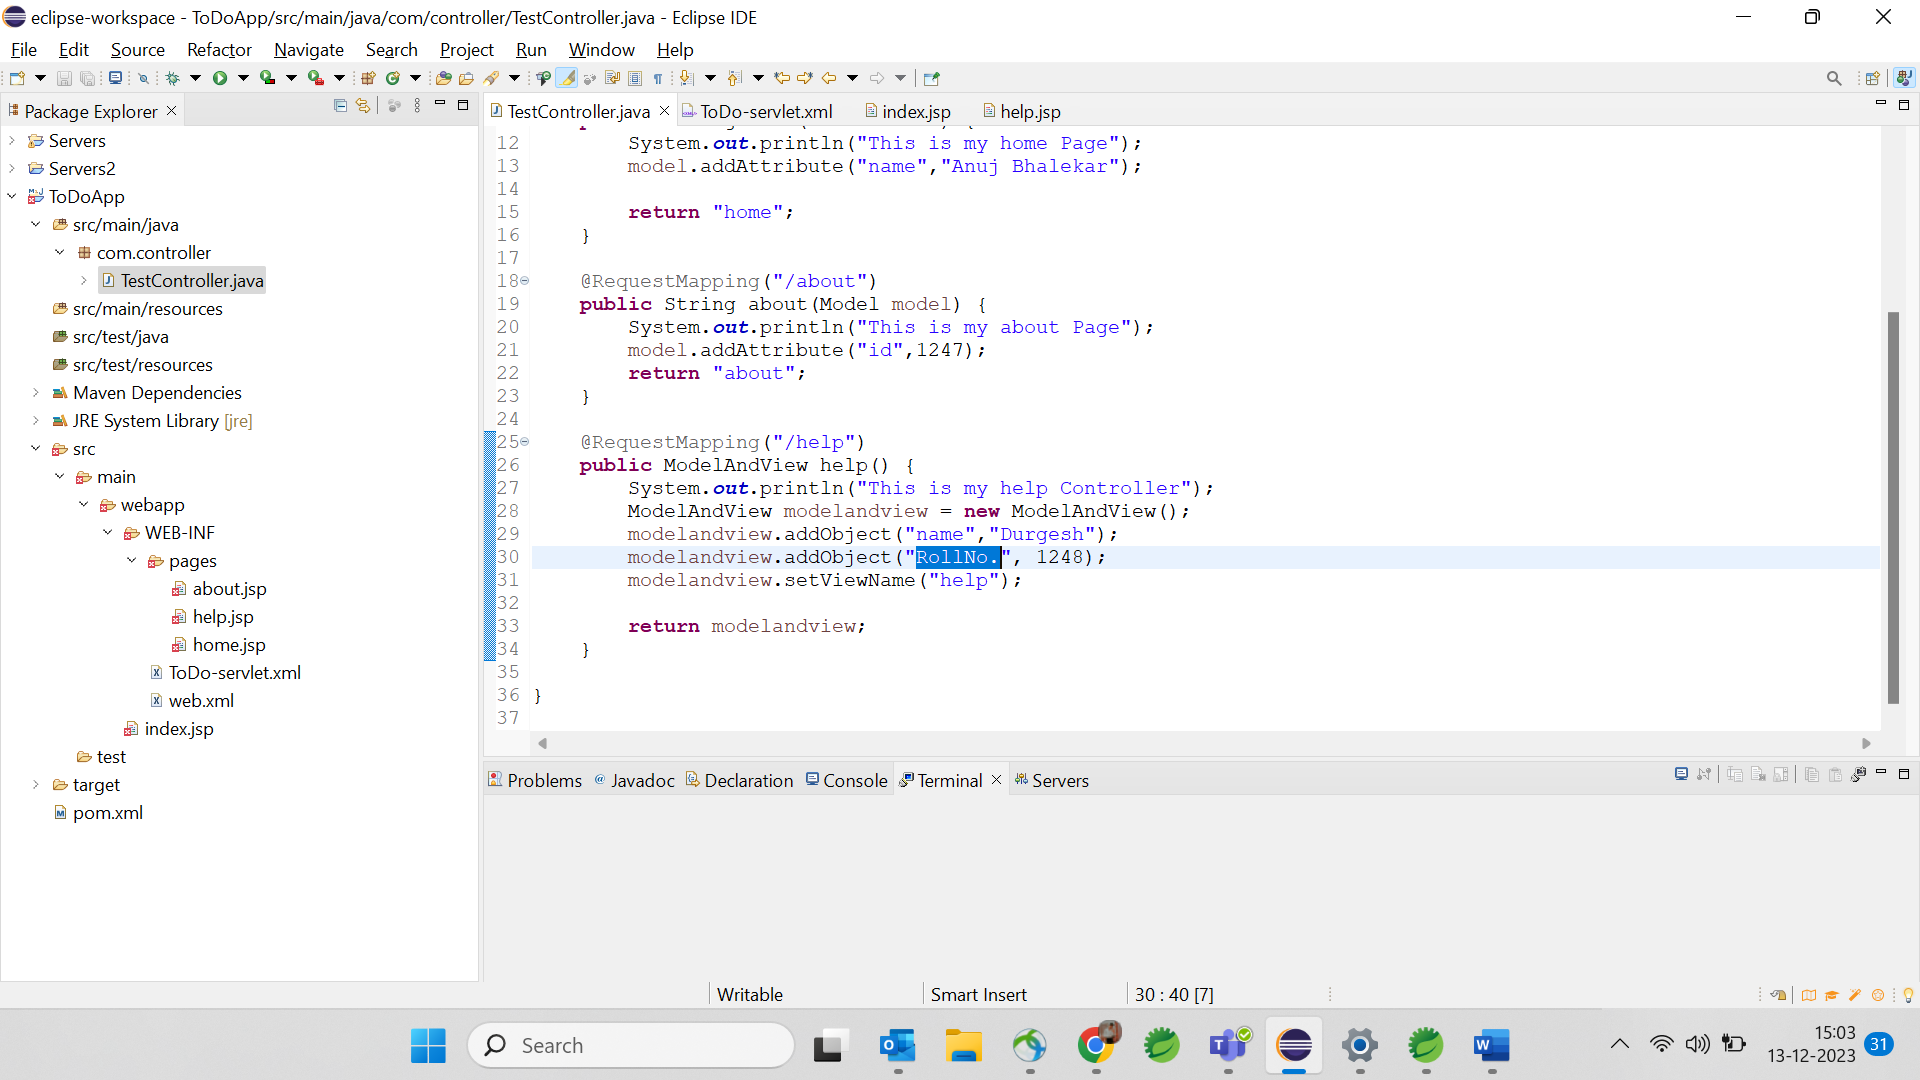 eclipse-workspace - ToDoApp/src/main/java/com/controller/TestController.java - Eclipse IDE
File Edit Source Refactor Navigate Search Project Run Window Help
Package Explorer
Servers
Servers2
ToDoApp
src/main/java
com.controller
TestController.java
src/main/resources
src/test/java
src/test/resources
Maven Dependencies
JRE System Library [jre]
src
main
webapp
WEB-INF
pages
about.jsp
help.jsp
home.jsp
ToDo-servlet.xml
web.xml
index.jsp
test
target
pom.xml
TestController.java ToDo-servlet.xml index.jsp help.jsp
12 System.out.println("This is my home Page");
13 model.addAttribute("name","Anuj Bhalekar");
14
15 return "home";
16 }
17
18 @RequestMapping("/about")
19 public String about(Model model) {
20 System.out.println("This is my about Page");
21 model.addAttribute("id",1247);
22 return "about";
23 }
24
25 @RequestMapping("/help")
26 public ModelAndView help() {
27 System.out.println("This is my help Controller");
28 ModelAndView modelandview = new ModelAndView();
29 modelandview.addObject("name","Durgesh");
30 modelandview.addObject("RollNo.", 1248);
31 modelandview.setViewName("help");
32
33 return modelandview;
34 }
35
36 }
37
Problems Javadoc Declaration Console Terminal Servers
Writable Smart Insert 30 : 40 [7]
Search
15:03
13-12-2023
31